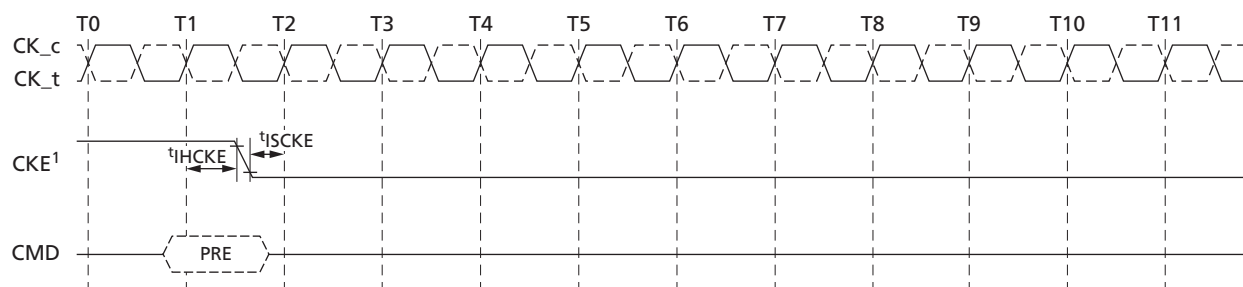 T0 T1 T2 T3 T4 T5 T6 T7 T8 T9 T10 T11
CK_c
CK_t
tISCKE
tIHCKE
CKE1
CMD
PRE